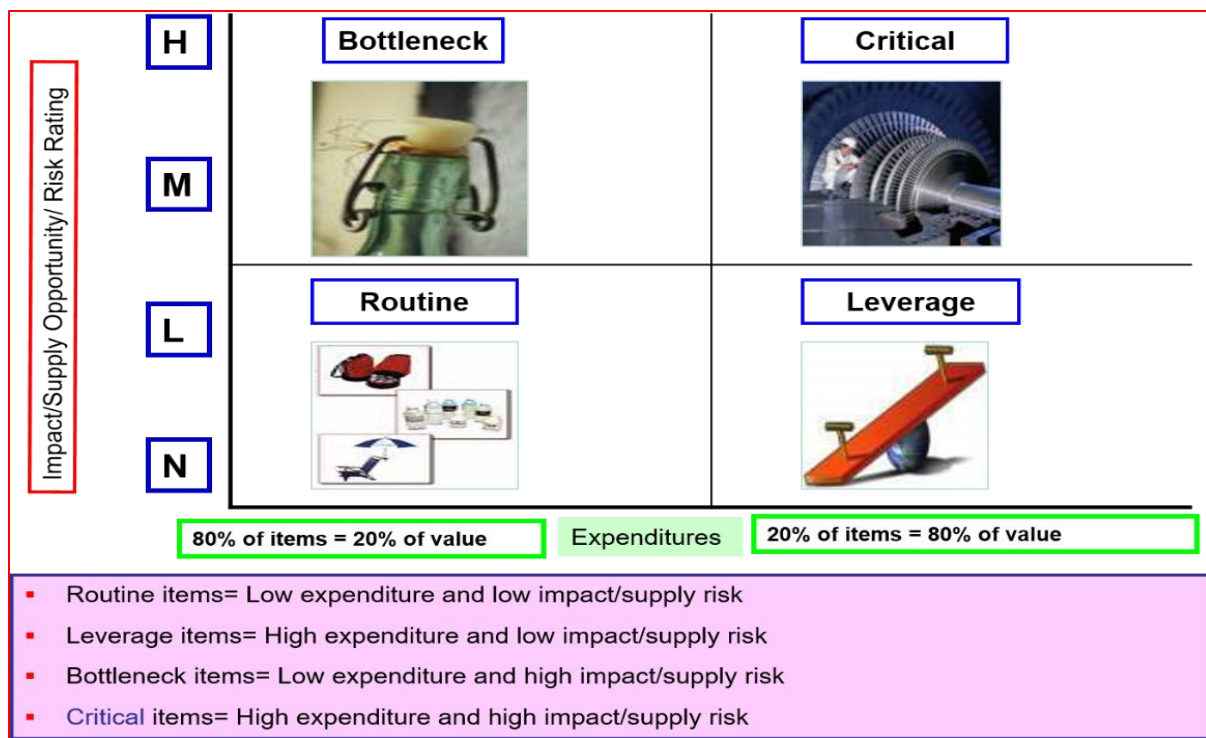 Impact/Supply Opportunity/ Risk Rating
H
M
L
N
Bottleneck
Critical
Routine
Leverage
80% of items = 20% of value
Expenditures
20% of items = 80% of value
Routine items= Low expenditure and low impact/supply risk
Leverage items= High expenditure and low impact/supply risk
Bottleneck items= Low expenditure and high impact/supply risk
Critical items= High expenditure and high impact/supply risk